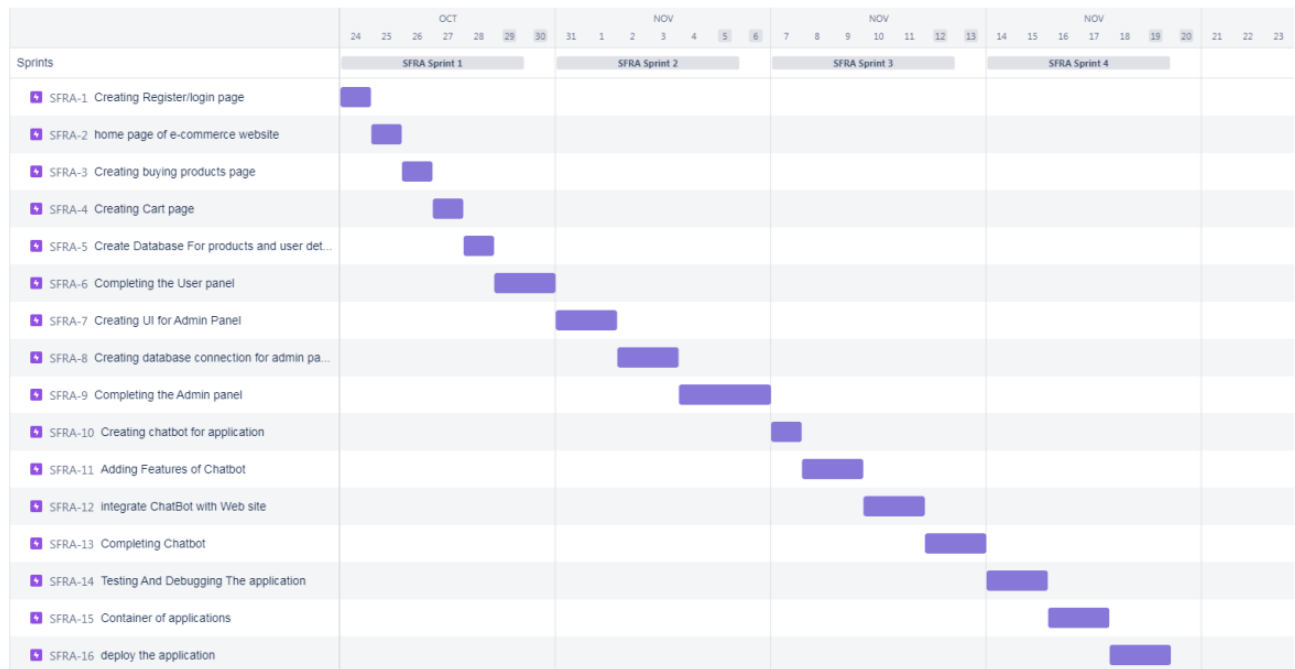 OCT NOV NOV NOV
24 25 26 27 28 29 30 31 1 2 3 4 5 6 7 8 9 10 11 12 13 14 15 16 17 18 19 20 21 22 23
Sprints SFRA Sprint 1 SFRA Sprint 2 SFRA Sprint 3 SFRA Sprint 4
SFRA-1 Creating Register/login page
SFRA-2 home page of e-commerce website
SFRA-3 Creating buying products page
SFRA-4 Creating Cart page
SFRA-5 Create Database For products and user det...
SFRA-6 Completing the User panel
SFRA-7 Creating UI for Admin Panel
SFRA-8 Creating database connection for admin pa...
SFRA-9 Completing the Admin panel
SFRA-10 Creating chatbot for application
SFRA-11 Adding Features of Chatbot
SFRA-12 integrate ChatBot with Web site
SFRA-13 Completing Chatbot
SFRA-14 Testing And Debugging The application
SFRA-15 Container of applications
SFRA-16 deploy the application